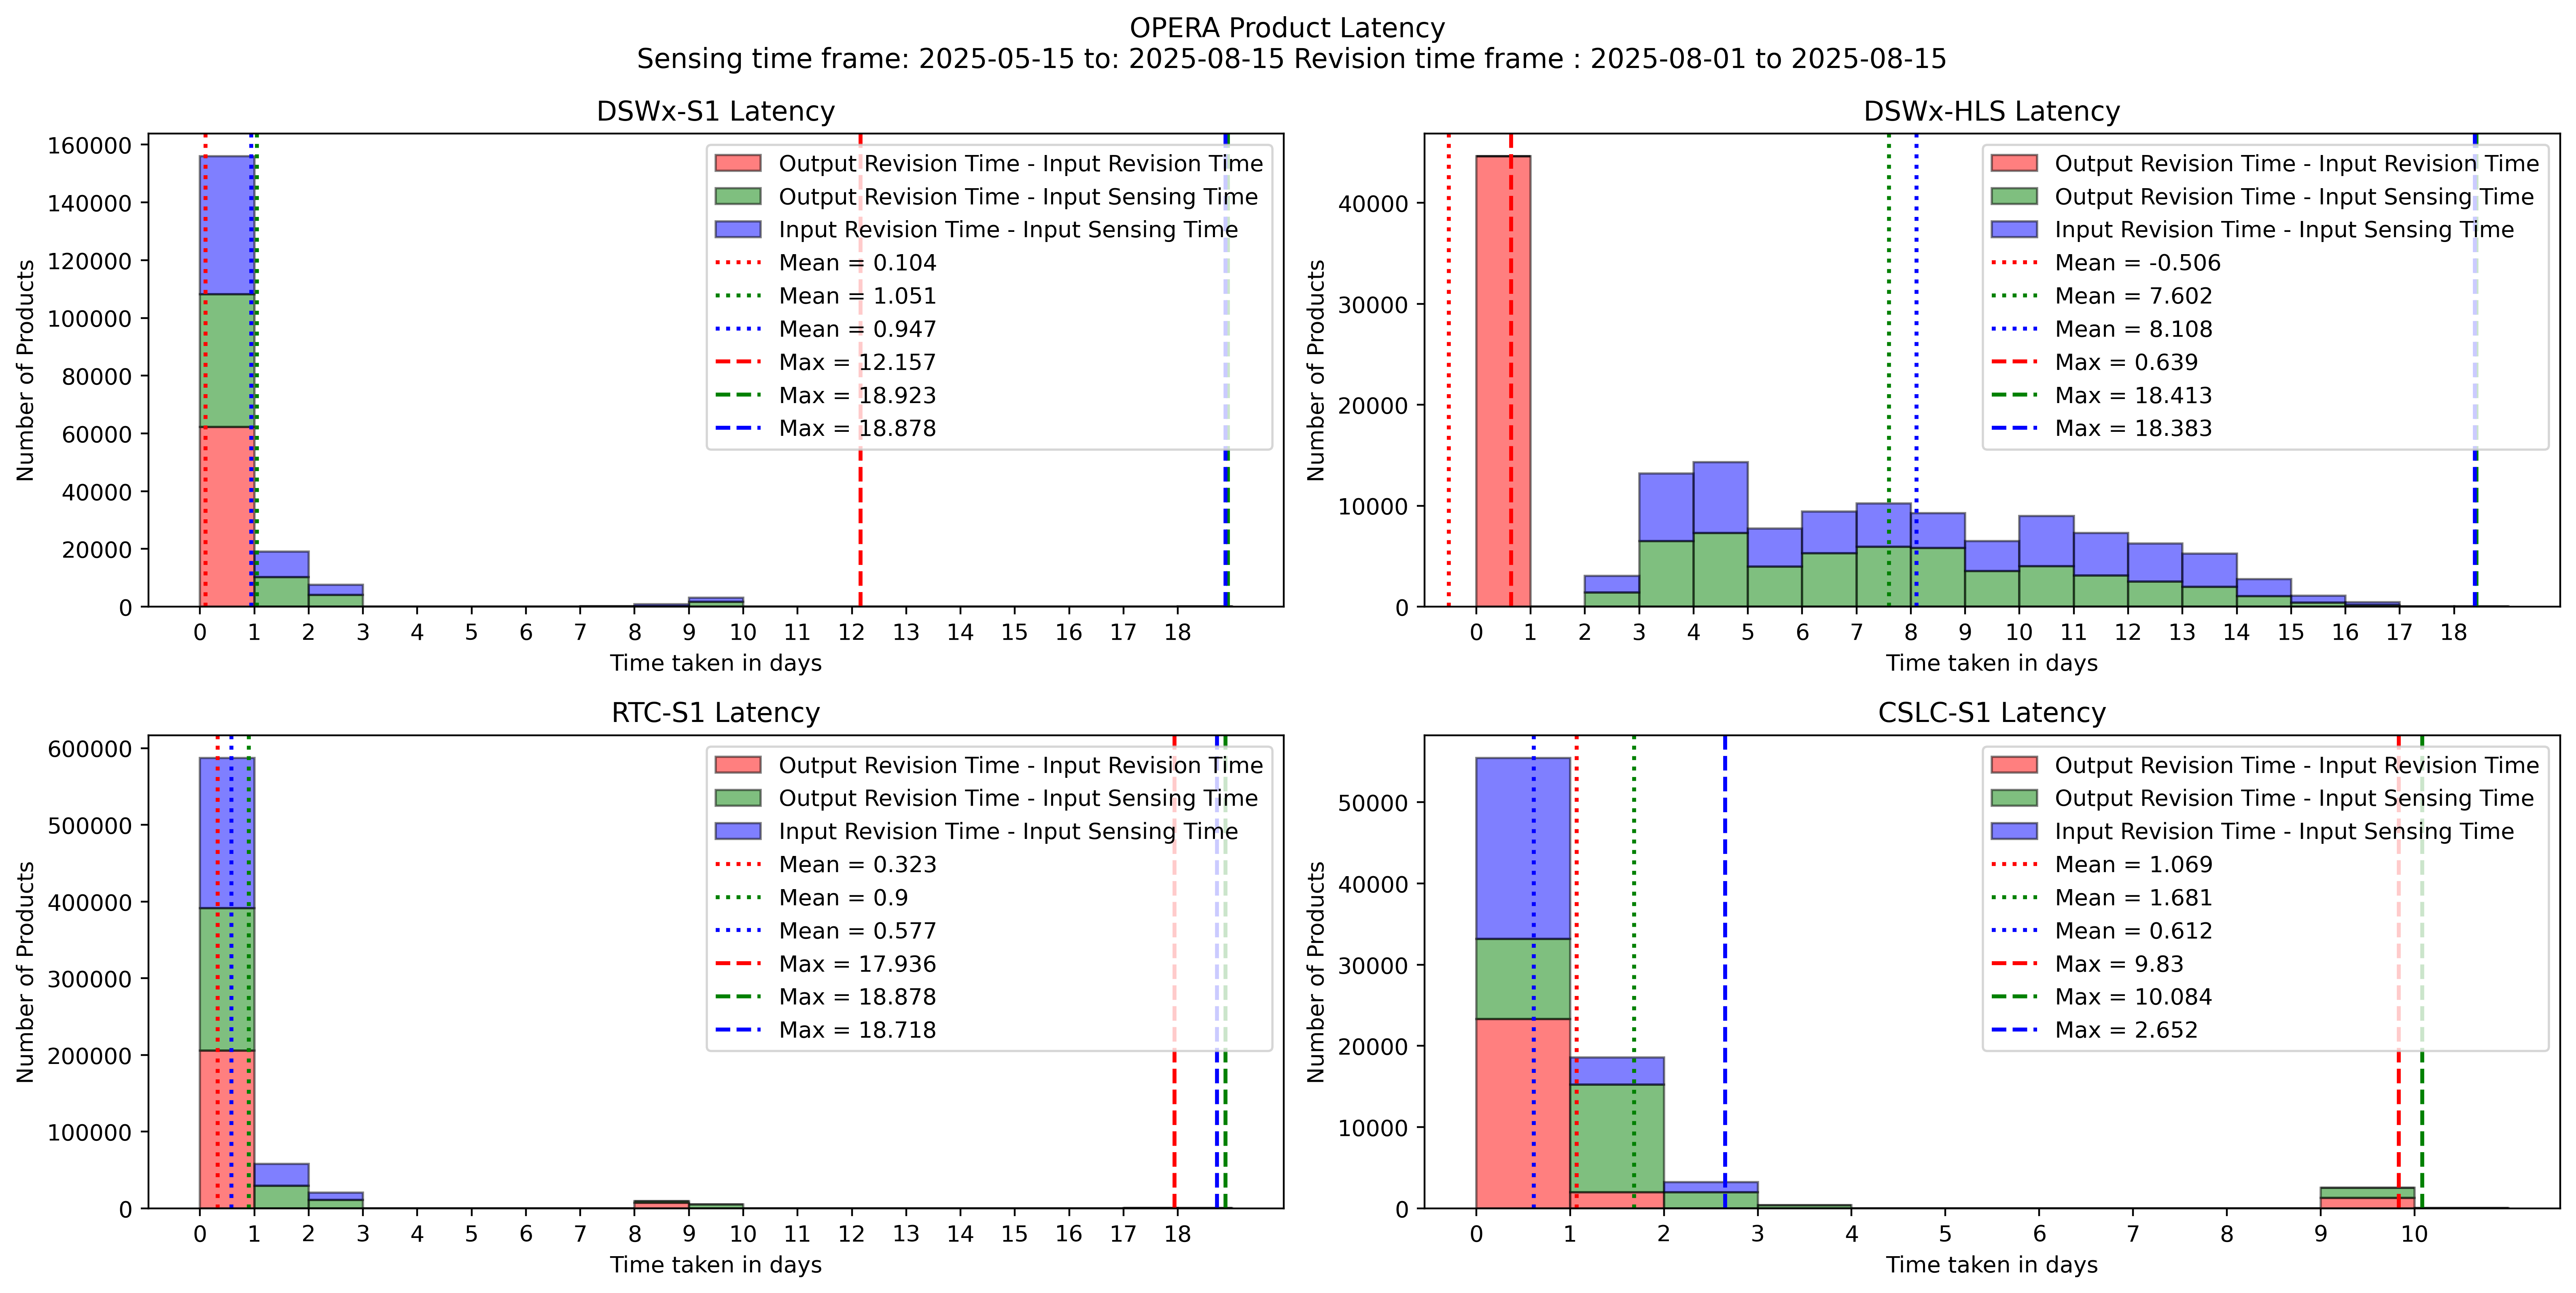 OPERA Product Latency
Sensing time frame: 2025-05-15 to: 2025-08-15 Revision time frame : 2025-08-01 to 2025-08-15
DSWx-S1 Latency
Number of Products
160000
140000
120000
100000
80000
60000
40000
20000
0
Output Revision Time - Input Revision Time
Output Revision Time - Input Sensing Time
Input Revision Time - Input Sensing Time
Mean = 0.104
Mean = 1.051
Mean = 0.947
Max = 12.157
Max = 18.923
Max = 18.878
0 1 2 3 4 5 6 7 8 9 10 11 12 13 14 15 16 17 18
Time taken in days
DSWx-HLS Latency
Number of Products
40000
30000
20000
10000
0
Output Revision Time - Input Revision Time
Output Revision Time - Input Sensing Time
Input Revision Time - Input Sensing Time
Mean = -0.506
Mean = 7.602
Mean = 8.108
Max = 0.639
Max = 18.413
Max = 18.383
0 1 2 3 4 5 6 7 8 9 10 11 12 13 14 15 16 17 18
Time taken in days
RTC-S1 Latency
Number of Products
600000
500000
400000
300000
200000
100000
0
Output Revision Time - Input Revision Time
Output Revision Time - Input Sensing Time
Input Revision Time - Input Sensing Time
Mean = 0.323
Mean = 0.9
Mean = 0.577
Max = 17.936
Max = 18.878
Max = 18.718
0 1 2 3 4 5 6 7 8 9 10 11 12 13 14 15 16 17 18
Time taken in days
CSLC-S1 Latency
Number of Products
50000
40000
30000
20000
10000
0
Output Revision Time - Input Revision Time
Output Revision Time - Input Sensing Time
Input Revision Time - Input Sensing Time
Mean = 1.069
Mean = 1.681
Mean = 0.612
Max = 9.83
Max = 10.084
Max = 2.652
0 1 2 3 4 5 6 7 8 9 10
Time taken in days